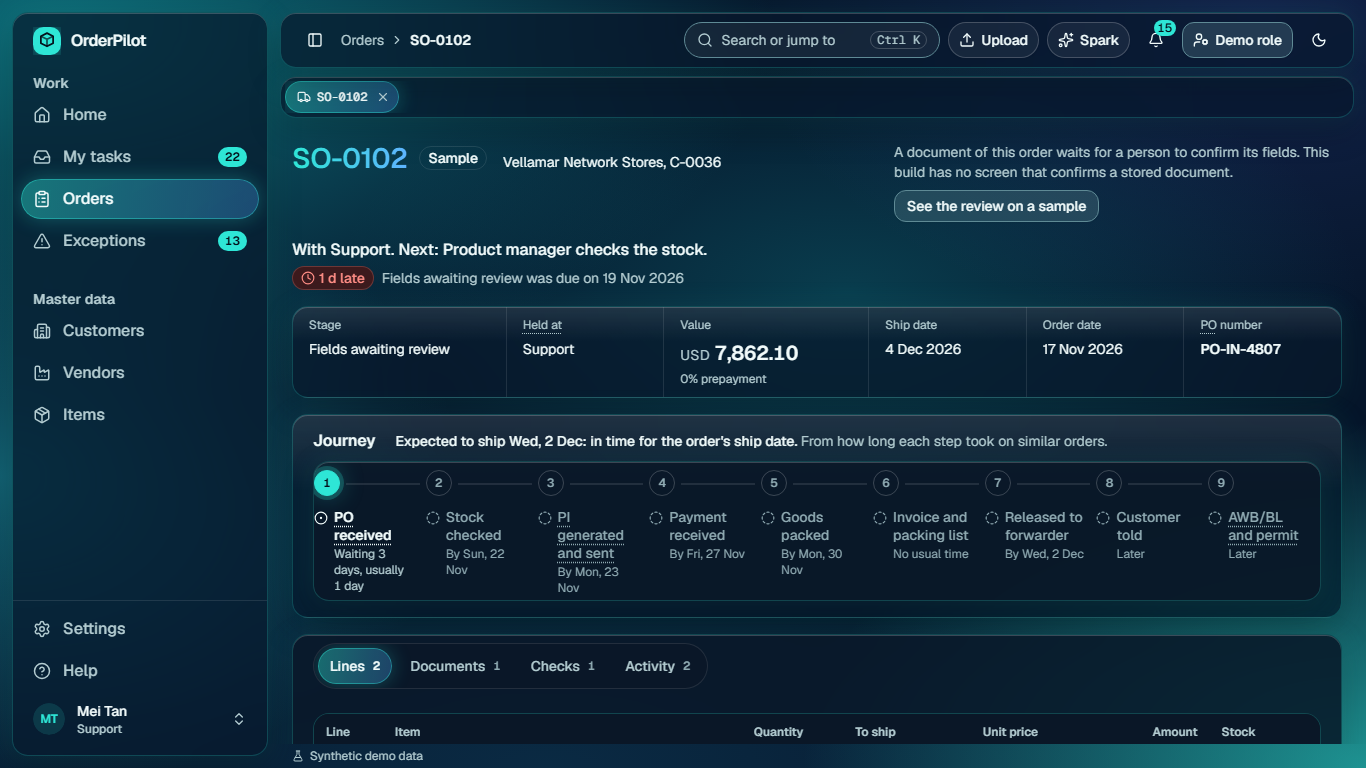 OrderPilot
Work
Home
My tasks 22
Orders
Exceptions 13
Master data
Customers
Vendors
Items
Settings
Help
MT Mei Tan
Support
Orders > SO-0102
Search or jump to Ctrl K
Upload
Spark
15
Demo role
SO-0102 ×
SO-0102 Sample Vellamar Network Stores, C-0036
A document of this order waits for a person to confirm its fields. This
build has no screen that confirms a stored document.
See the review on a sample
With Support. Next: Product manager checks the stock.
1 d late Fields awaiting review was due on 19 Nov 2026
Stage
Fields awaiting review
Held at
Support
Value
USD 7,862.10
0% prepayment
Ship date
4 Dec 2026
Order date
17 Nov 2026
PO number
PO-IN-4807
Journey Expected to ship Wed, 2 Dec: in time for the order's ship date. From how long each step took on similar orders.
1
PO
received
Waiting 3
days, usually
1 day
2
Stock
checked
By Sun, 22
Nov
3
PI
generated
and sent
By Mon, 23
Nov
4
Payment
received
By Fri, 27 Nov
5
Goods
packed
By Mon, 30
Nov
6
Invoice and
packing list
No usual time
7
Released to
forwarder
By Wed, 2 Dec
8
Customer
told
Later
9
AWB/BL
and permit
Later
Lines 2 Documents 1 Checks 1 Activity 2
Line Item Quantity To ship Unit price Amount Stock
Synthetic demo data